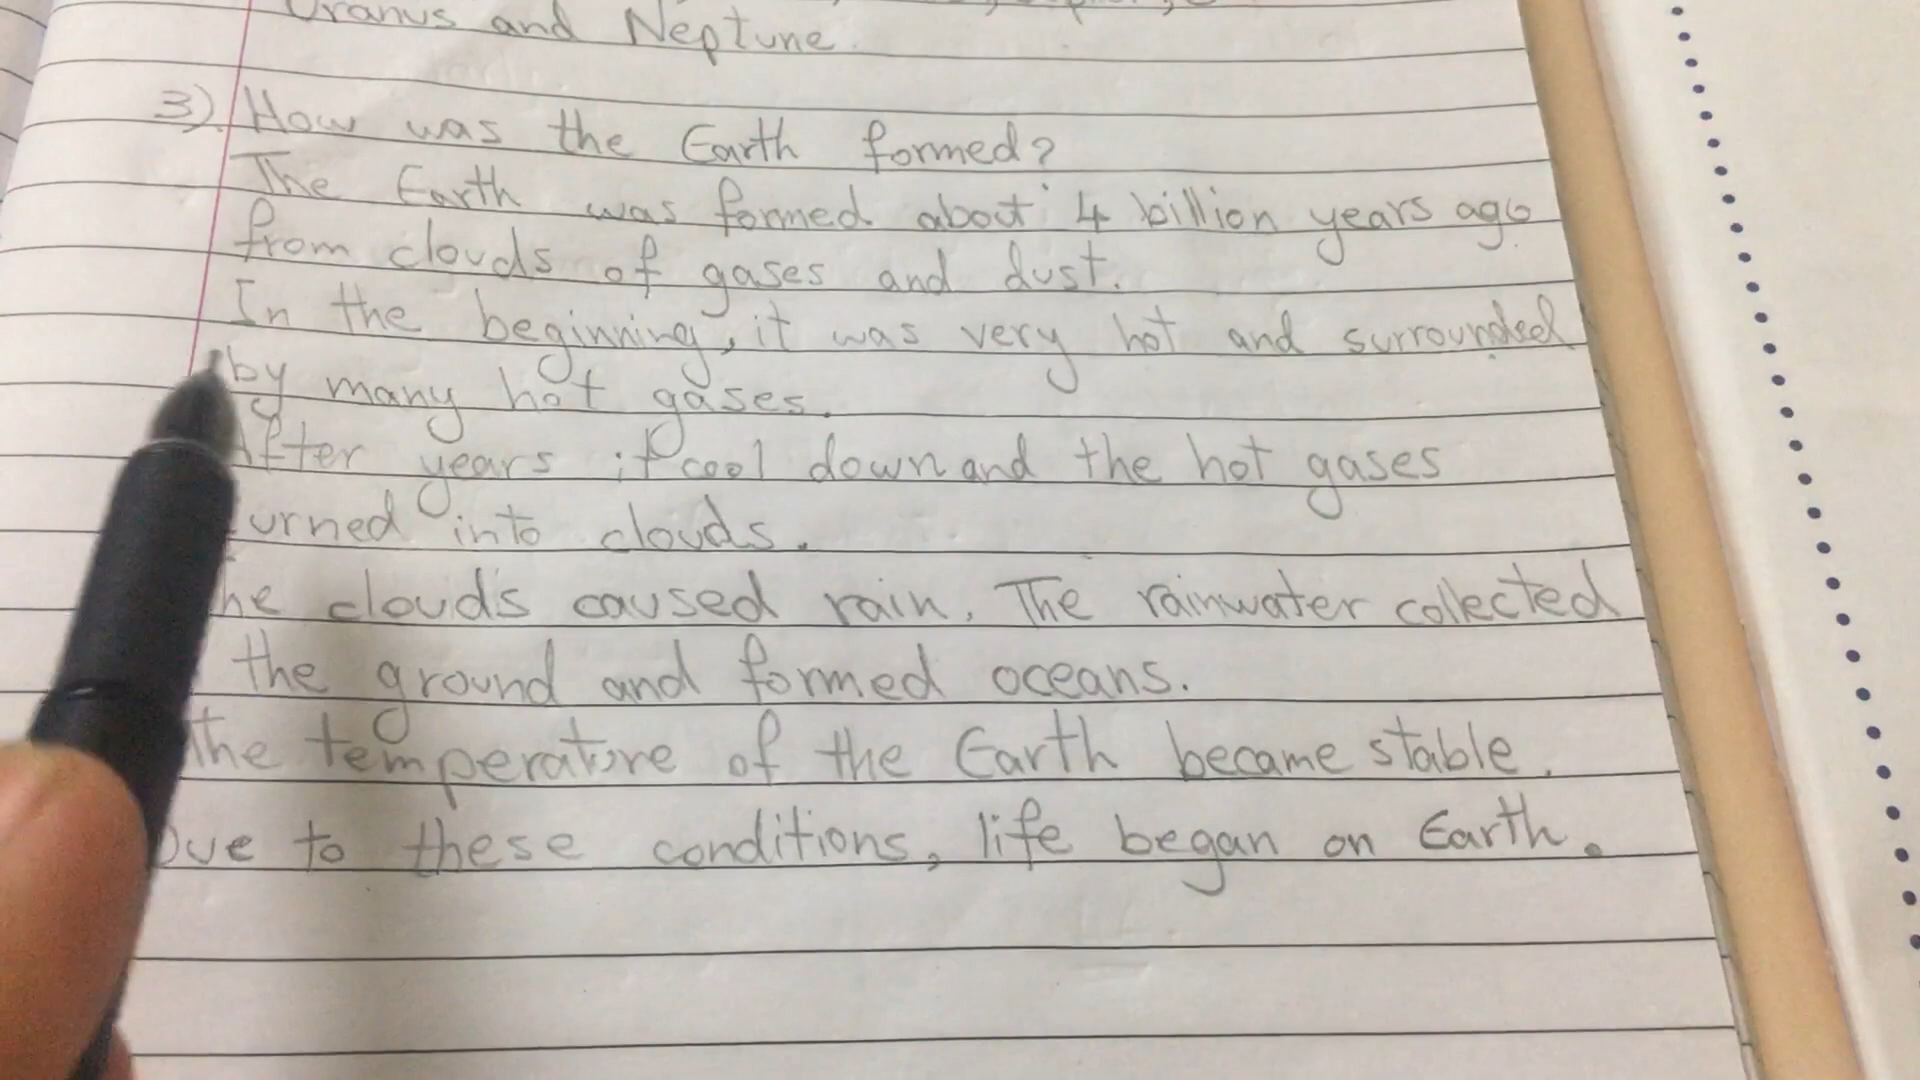 Uranus and Neptune.
3). How was the Earth formed?
The Earth was formed about 4 billion years ago
from clouds of gases and dust.
In the beginning, it was very hot and surrounded
by many hot gases.
After years it cool down and the hot gases
urned into clouds.
he clouds caused rain. The rainwater collected
the ground and formed oceans.
The temperature of the Earth became stable.
Due to these conditions, life began on Earth.